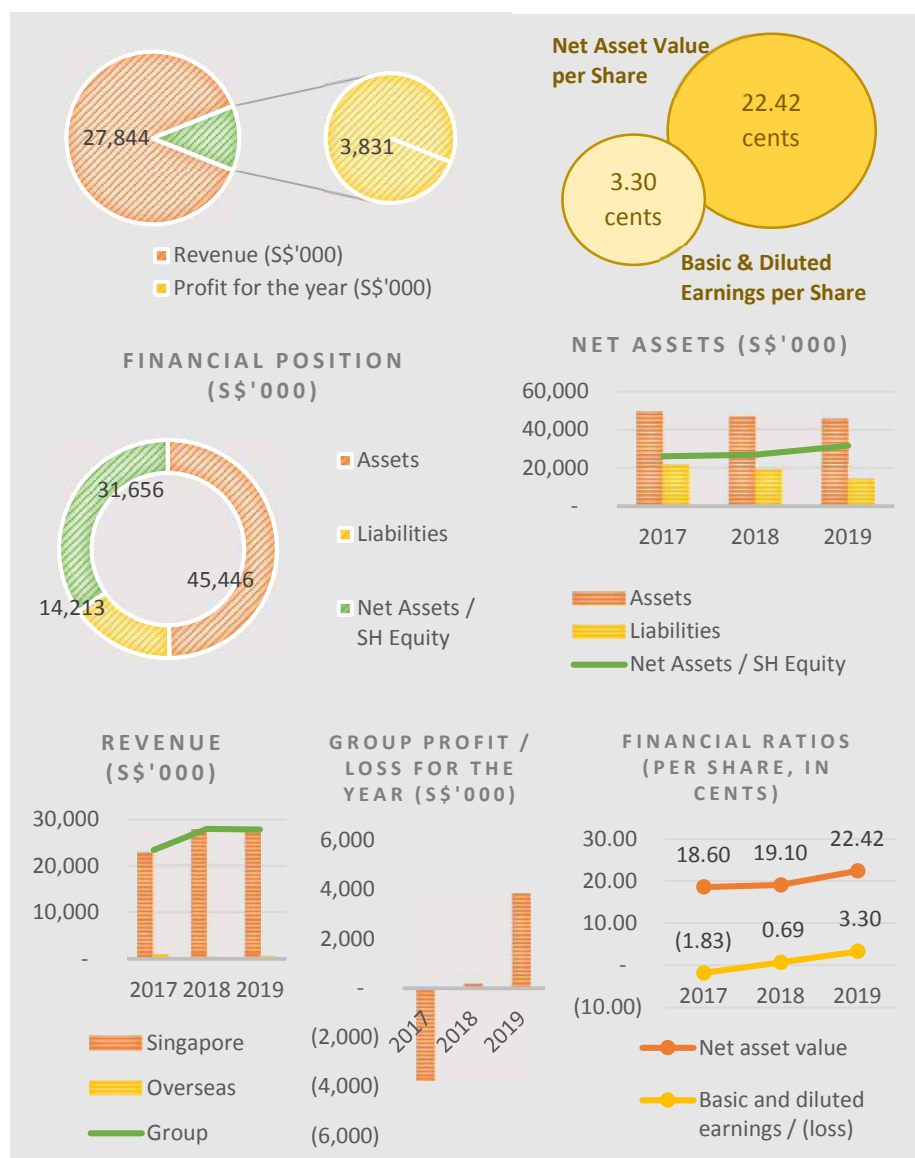 27,844
3,831
Revenue (S$'000)
Profit for the year (S$'000)
Net Asset Value
per Share
22.42
cents
3.30
cents
Basic & Diluted
Earnings per Share
FINANCIAL POSITION
(S$'000)
31,656
14,213
45,446
Assets
Liabilities
Net Assets /
SH Equity
NET ASSETS (S$'000)
60,000
40,000
20,000
-
2017 2018 2019
Assets
Liabilities
Net Assets / SH Equity
REVENUE
(S$'000)
30,000
20,000
10,000
-
2017 2018 2019
Singapore
Overseas
Group
GROUP PROFIT /
LOSS FOR THE
YEAR (S$'000)
6,000
4,000
2,000
-
(2,000)
(4,000)
(6,000)
2017 2018 2019
FINANCIAL RATIOS
(PER SHARE, IN
CENTS)
30.00
20.00
10.00
-
(10.00)
18.60 19.10 22.42
(1.83) 0.69 3.30
2017 2018 2019
Net asset value
Basic and diluted
earnings / (loss)